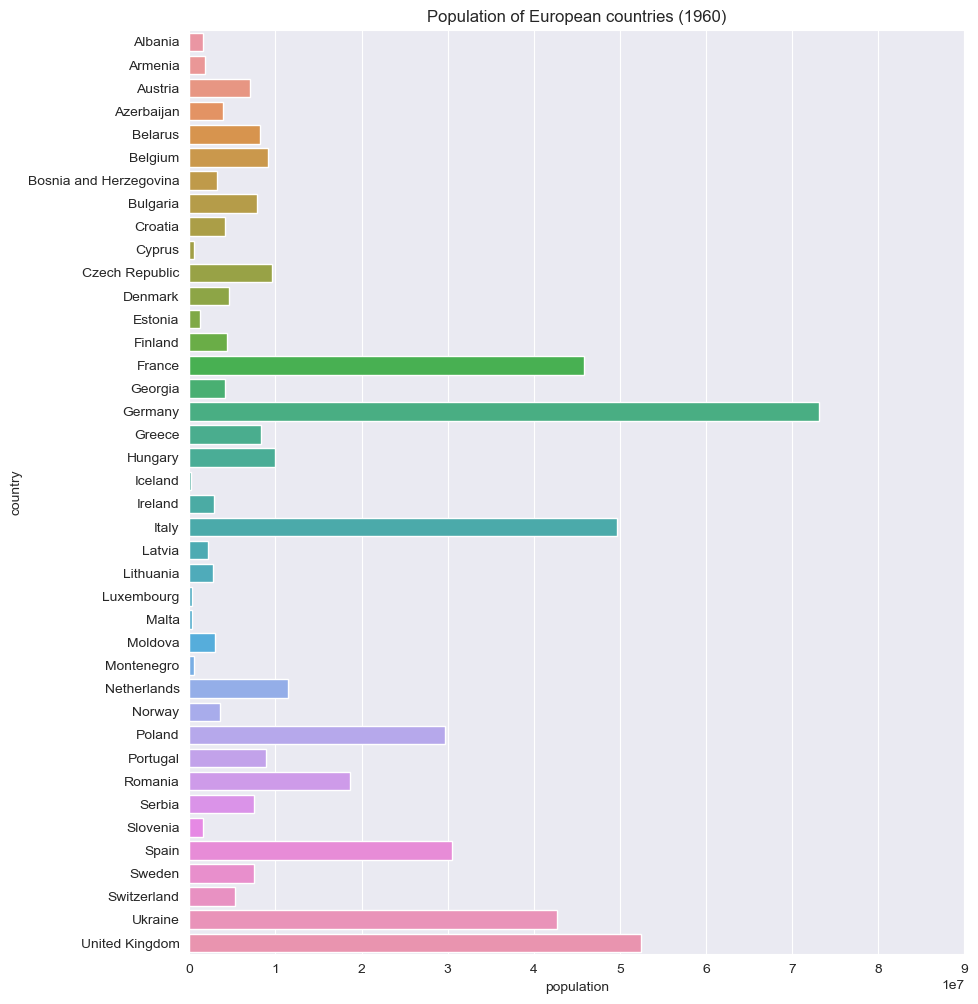 Population of European countries (1960)
Albania
Armenia
Austria
Azerbaijan
Belarus
Belgium
Bosnia and Herzegovina
Bulgaria
Croatia
Cyprus
Czech Republic
Denmark
Estonia
Finland
France
Georgia
Germany
Greece
Hungary
Iceland
Ireland
Italy
Latvia
Lithuania
Luxembourg
Malta
Moldova
Montenegro
Netherlands
Norway
Poland
Portugal
Romania
Serbia
Slovenia
Spain
Sweden
Switzerland
Ukraine
United Kingdom
country
0 1 2 3 4 5 6 7 8 9
1e7
population